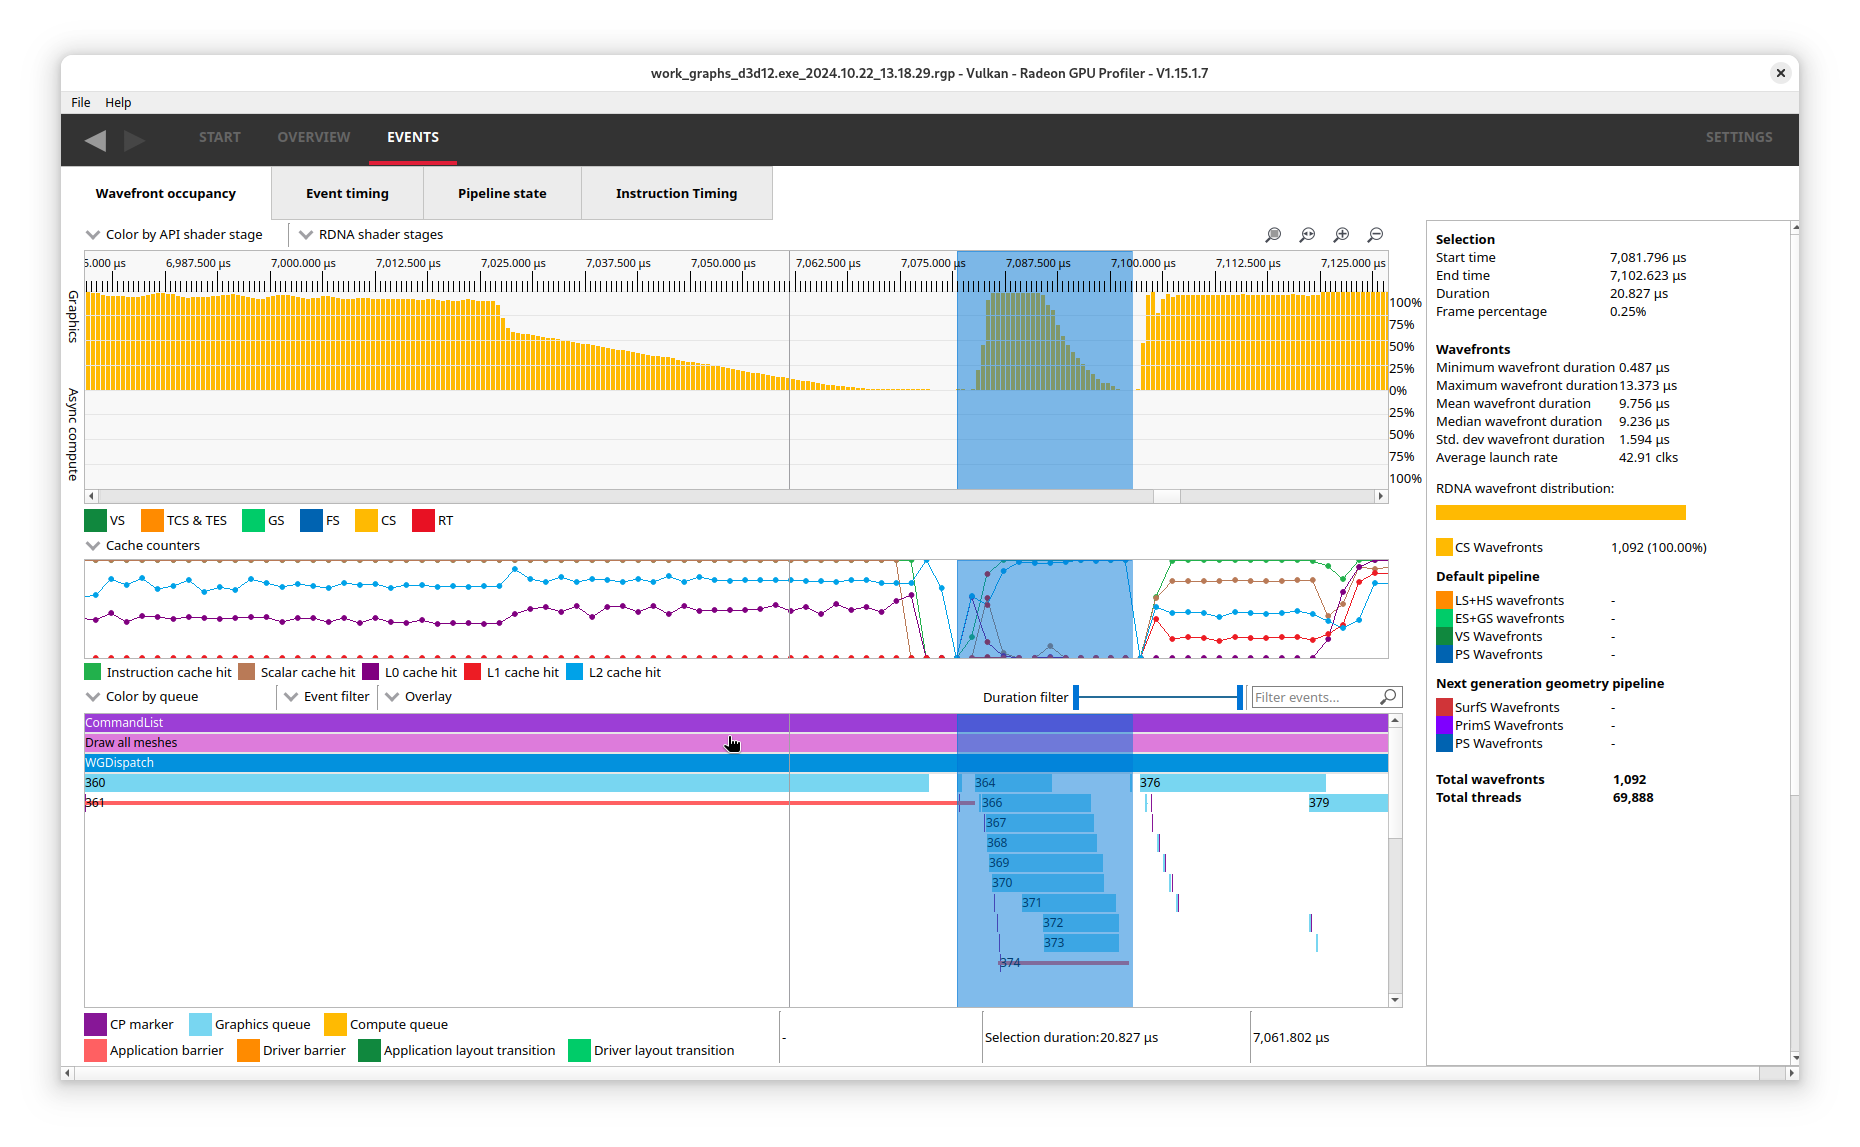 work_graphs_d3d12.exe_2024.10.22_13.18.29.rgp - Vulkan - Radeon GPU Profiler - V1.15.1.7
File Help
START OVERVIEW EVENTS SETTINGS
Wavefront occupancy Event timing Pipeline state Instruction Timing
Color by API shader stage RDNA shader stages
5.000 µs 6,987.500 µs 7,000.000 µs 7,012.500 µs 7,025.000 µs 7,037.500 µs 7,050.000 µs 7,062.500 µs 7,075.000 µs 7,087.500 µs 7,100.000 µs 7,112.500 µs 7,125.000 µs
Graphics
100%
75%
50%
25%
0%
Async compute
25%
50%
75%
100%
VS TCS & TES GS FS CS RT
Cache counters
Instruction cache hit Scalar cache hit L0 cache hit L1 cache hit L2 cache hit
Color by queue Event filter Overlay Duration filter Filter events...
CommandList
Draw all meshes
WGDispatch
360 364 376
361 366 379
367
368
369
370
371
372
373
374
CP marker Graphics queue Compute queue
Application barrier Driver barrier Application layout transition Driver layout transition
- Selection duration:20.827 µs 7,061.802 µs
Selection
Start time 7,081.796 µs
End time 7,102.623 µs
Duration 20.827 µs
Frame percentage 0.25%
Wavefronts
Minimum wavefront duration 0.487 µs
Maximum wavefront duration 13.373 µs
Mean wavefront duration 9.756 µs
Median wavefront duration 9.236 µs
Std. dev wavefront duration 1.594 µs
Average launch rate 42.91 clks
RDNA wavefront distribution:
CS Wavefronts 1,092 (100.00%)
Default pipeline
LS+HS wavefronts -
ES+GS wavefronts -
VS Wavefronts -
PS Wavefronts -
Next generation geometry pipeline
SurfS Wavefronts -
PrimS Wavefronts -
PS Wavefronts -
Total wavefronts 1,092
Total threads 69,888